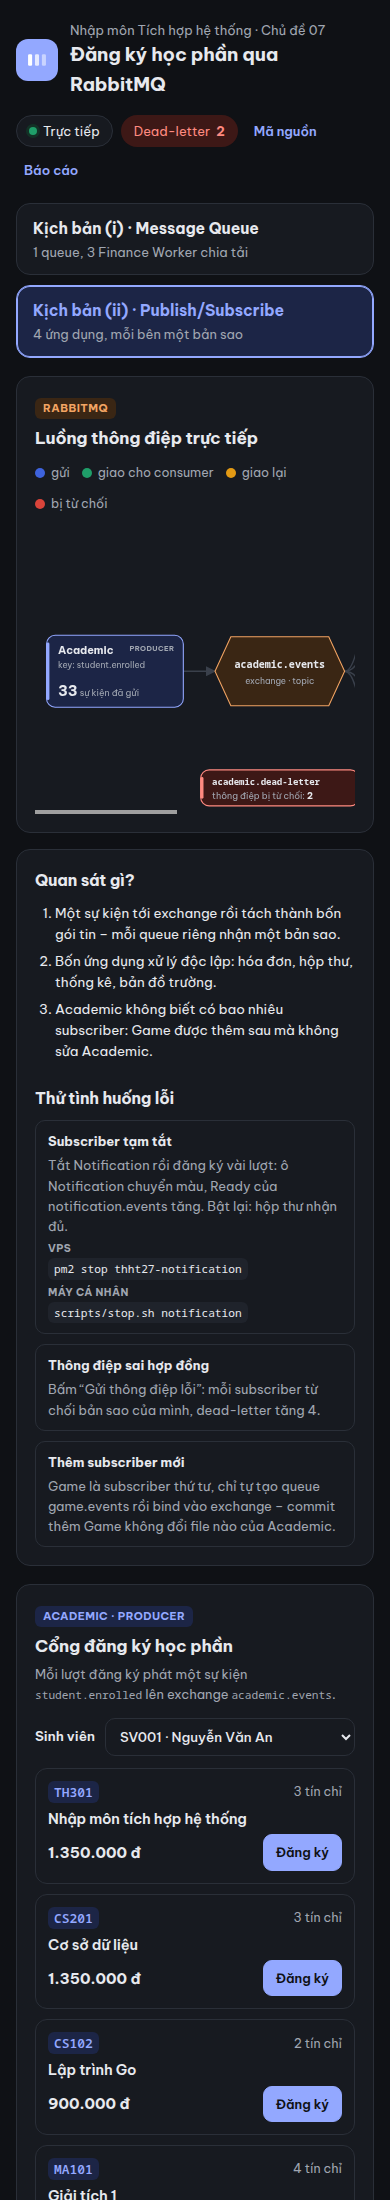 Nhập môn Tích hợp hệ thống · Chủ đề 07
Đăng ký học phần qua
RabbitMQ
Trực tiếp
Dead-letter 2
Mã nguồn
Báo cáo
Kịch bản (i) · Message Queue
1 queue, 3 Finance Worker chia tải
Kịch bản (ii) · Publish/Subscribe
4 ứng dụng, mỗi bên một bản sao
RABBITMQ
Luồng thông điệp trực tiếp
gửi
giao cho consumer
giao lại
bị từ chối
Academic PRODUCER
key: student.enrolled
33 sự kiện đã gửi
academic.events
exchange · topic
academic.dead-letter
thông điệp bị từ chối: 2
Quan sát gì?
1. Một sự kiện tới exchange rồi tách thành bốn
gói tin – mỗi queue riêng nhận một bản sao.
2. Bốn ứng dụng xử lý độc lập: hóa đơn, hộp thư,
thống kê, bản đồ trường.
3. Academic không biết có bao nhiêu
subscriber: Game được thêm sau mà không
sửa Academic.
Thử tình huống lỗi
Subscriber tạm tắt
Tắt Notification rồi đăng ký vài lượt: ô
Notification chuyển màu, Ready của
notification.events tăng. Bật lại: hộp thư nhận
đủ.
VPS
pm2 stop thht27-notification
MÁY CÁ NHÂN
scripts/stop.sh notification
Thông điệp sai hợp đồng
Bấm “Gửi thông điệp lỗi”: mỗi subscriber từ
chối bản sao của mình, dead-letter tăng 4.
Thêm subscriber mới
Game là subscriber thứ tư, chỉ tự tạo queue
game.events rồi bind vào exchange – commit
thêm Game không đổi file nào của Academic.
ACADEMIC · PRODUCER
Cổng đăng ký học phần
Mỗi lượt đăng ký phát một sự kiện
student.enrolled lên exchange academic.events.
Sinh viên
SV001 · Nguyễn Văn An
TH301
3 tín chỉ
Nhập môn tích hợp hệ thống
1.350.000 đ
Đăng ký
CS201
3 tín chỉ
Cơ sở dữ liệu
1.350.000 đ
Đăng ký
CS102
2 tín chỉ
Lập trình Go
900.000 đ
Đăng ký
MA101
4 tín chỉ
Giải tích 1